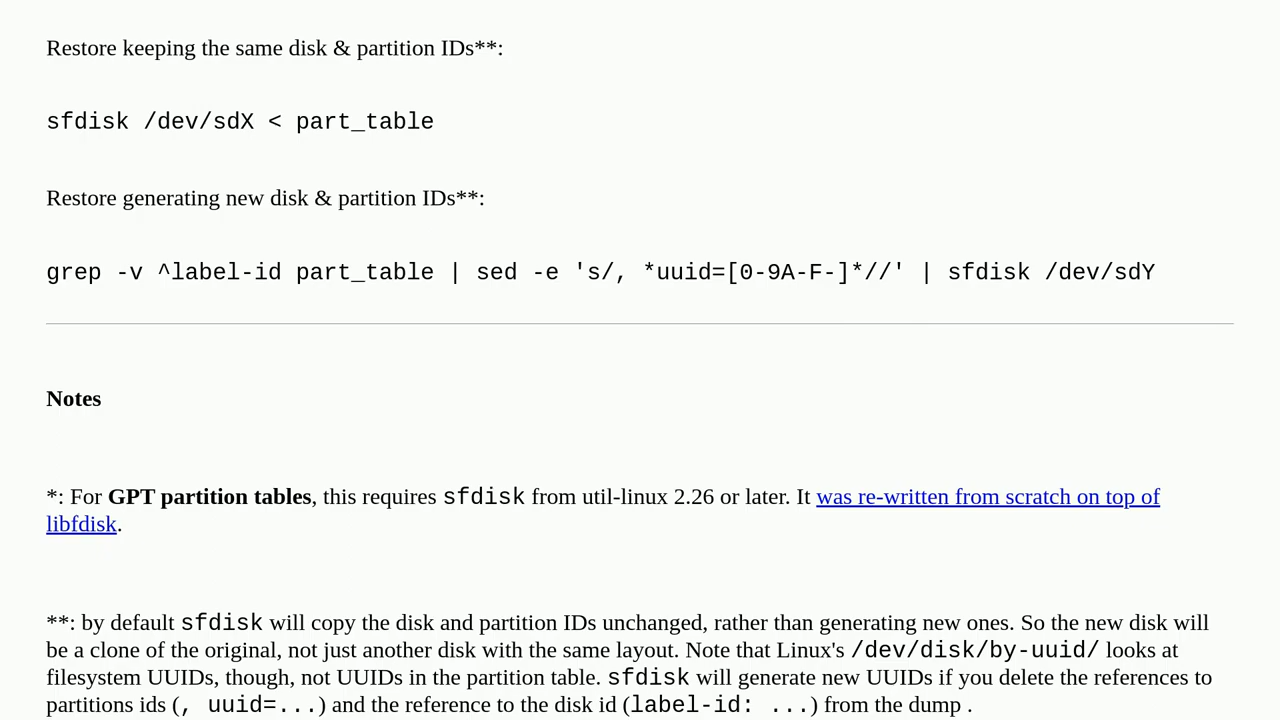 Restore keeping the same disk & partition IDs**:
sfdisk /dev/sdX < part_table
Restore generating new disk & partition IDs**:
grep -v ^label-id part_table | sed -e 's/, *uuid=[0-9A-F-]*//' | sfdisk /dev/sdY
Notes
*: For GPT partition tables, this requires sfdisk from util-linux 2.26 or later. It was re-written from scratch on top of
libfdisk.
**: by default sfdisk will copy the disk and partition IDs unchanged, rather than generating new ones. So the new disk will
be a clone of the original, not just another disk with the same layout. Note that Linux's /dev/disk/by-uuid/ looks at
filesystem UUIDs, though, not UUIDs in the partition table. sfdisk will generate new UUIDs if you delete the references to
partitions ids (, uuid=...) and the reference to the disk id (label-id: ...) from the dump .